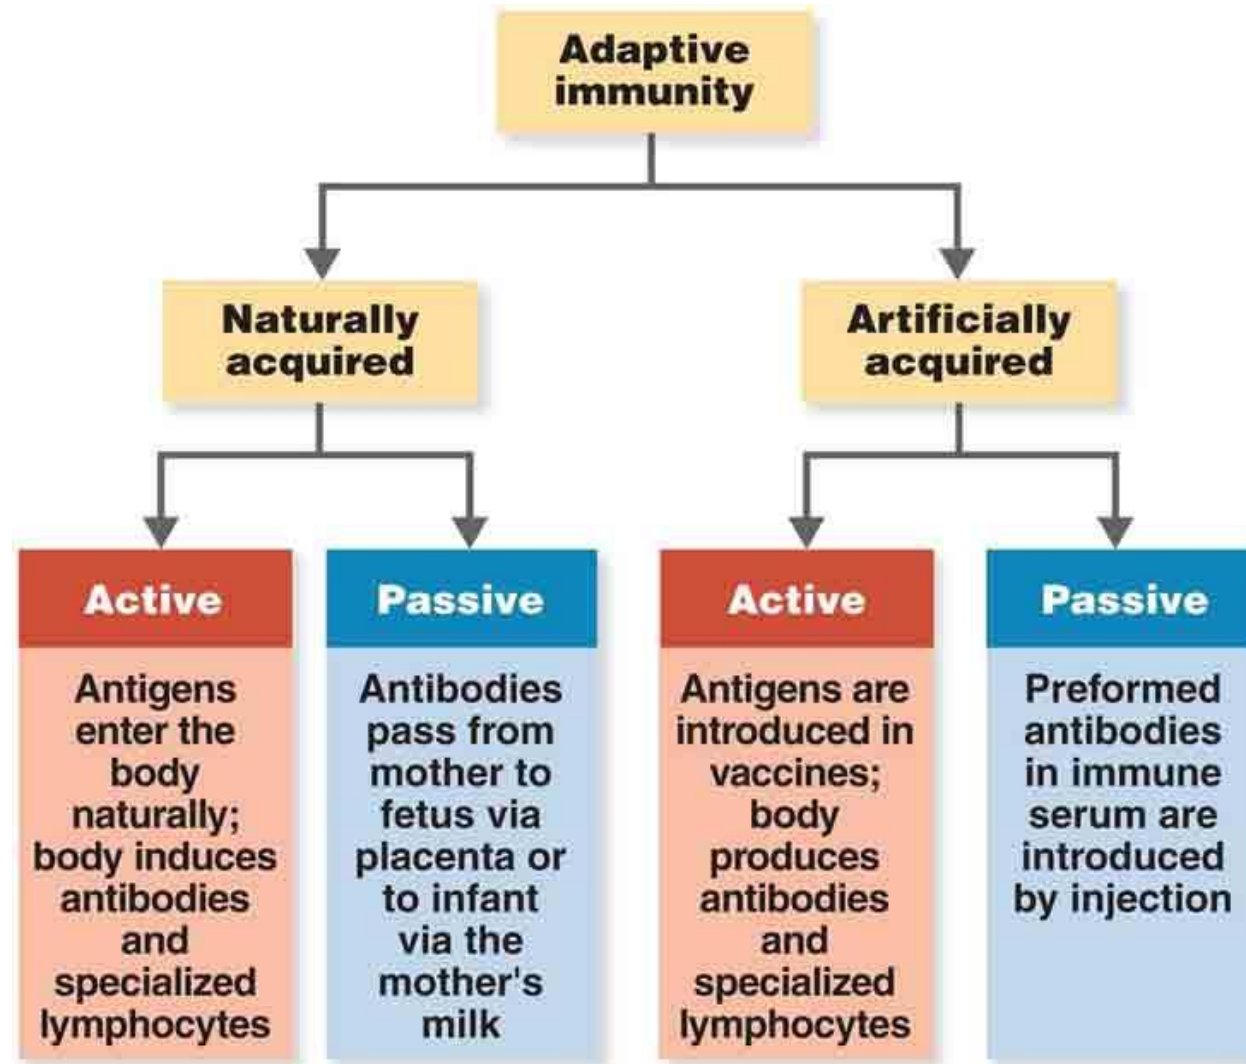 Adaptive
immunity
Naturally
acquired
Artificially
acquired
Active
Antigens
enter the
body
naturally;
body induces
antibodies
and
specialized
lymphocytes
Passive
Antibodies
pass from
mother to
fetus via
placenta or
to infant
via the
mother's
milk
Active
Antigens are
introduced in
vaccines;
body
produces
antibodies
and
specialized
lymphocytes
Passive
Preformed
antibodies
in immune
serum are
introduced
by injection